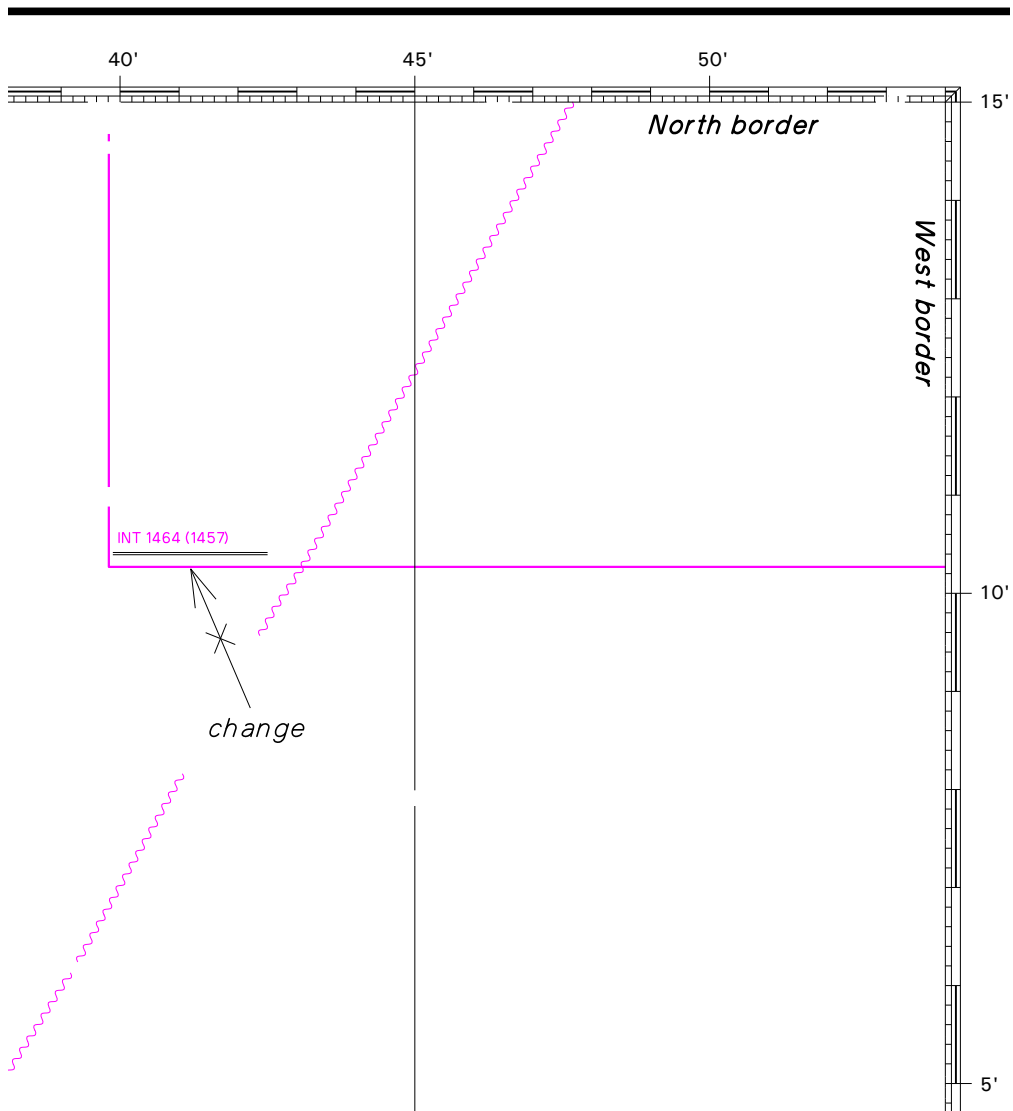 40' 45' 50'
15'
North border
West border
INT 1464 (1457)
10'
change
5'